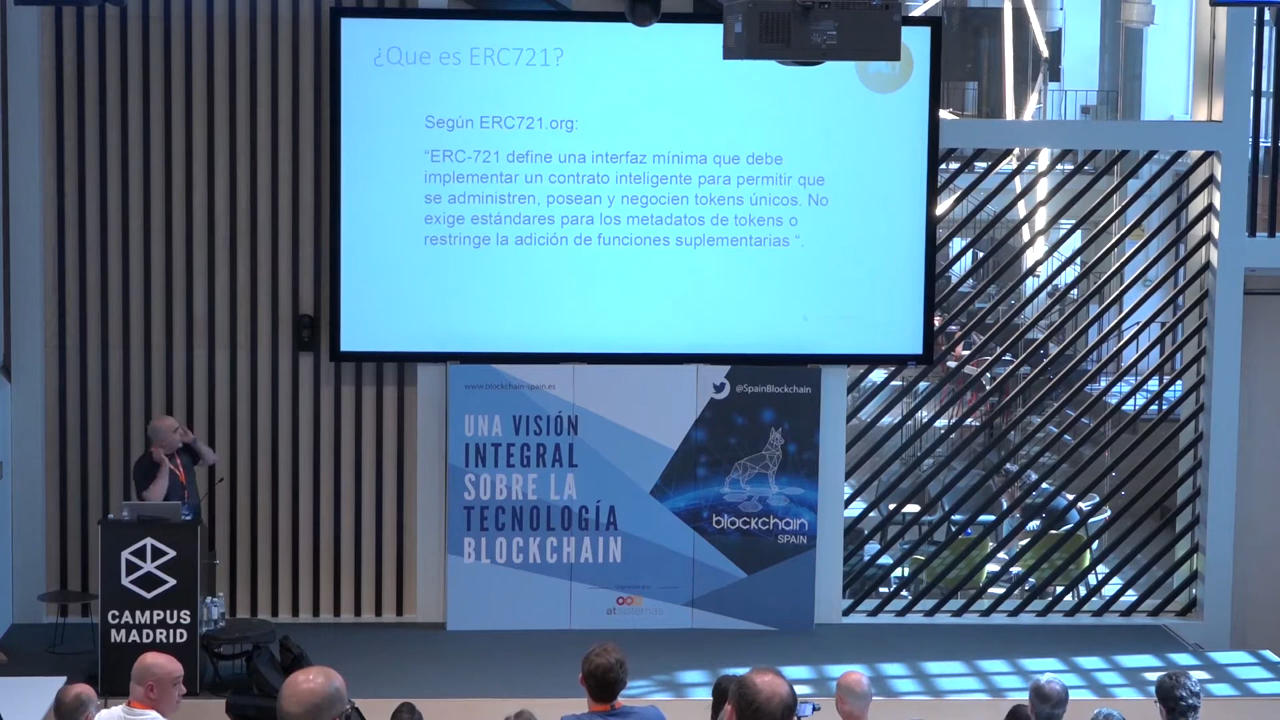 ¿Que es ERC721?
Según ERC721.org:
“ERC-721 define una interfaz mínima que debe
implementar un contrato inteligente para permitir que
se administren, posean y negocien tokens únicos. No
exige estándares para los metadatos de tokens o
restringe la adición de funciones suplementarias “.
www.blockchain-spain.es
@SpainBlockchain
UNA VISIÓN
INTEGRAL
SOBRE LA
TECNOLOGÍA
BLOCKCHAIN
blockchain
SPAIN
atsistemas
CAMPUS
MADRID